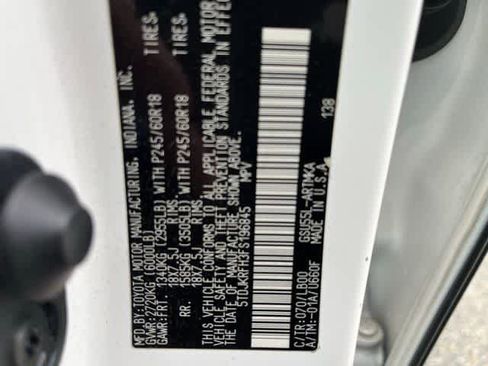 MFD. BY:
TOYOTA MOTOR MANUFACTURING, INDIANA, INC.
GVWR: 2720KG (6000LB)
GAWR: FRT. 1340KG (2955LB) WITH P245/60R18 TIRES
18X7.5J RIMS.
RR. 1685KG (3505LB) WITH P245/60R18 TIRES
18X7.5J RIMS.
THIS VEHICLE CONFORMS TO ALL APPLICABLE FEDERAL MOTOR
VEHICLE SAFETY AND THEFT PREVENTION STANDARDS IN EFFECT
ON THE DATE OF MANUFACTURE SHOWN ABOVE.
5TDJKRFH3FS196845 MPV
138
C/TR: 070/LB00 GSU55L-ARTHKA
A/TM: -01A/U660F MADE IN U.S.A.